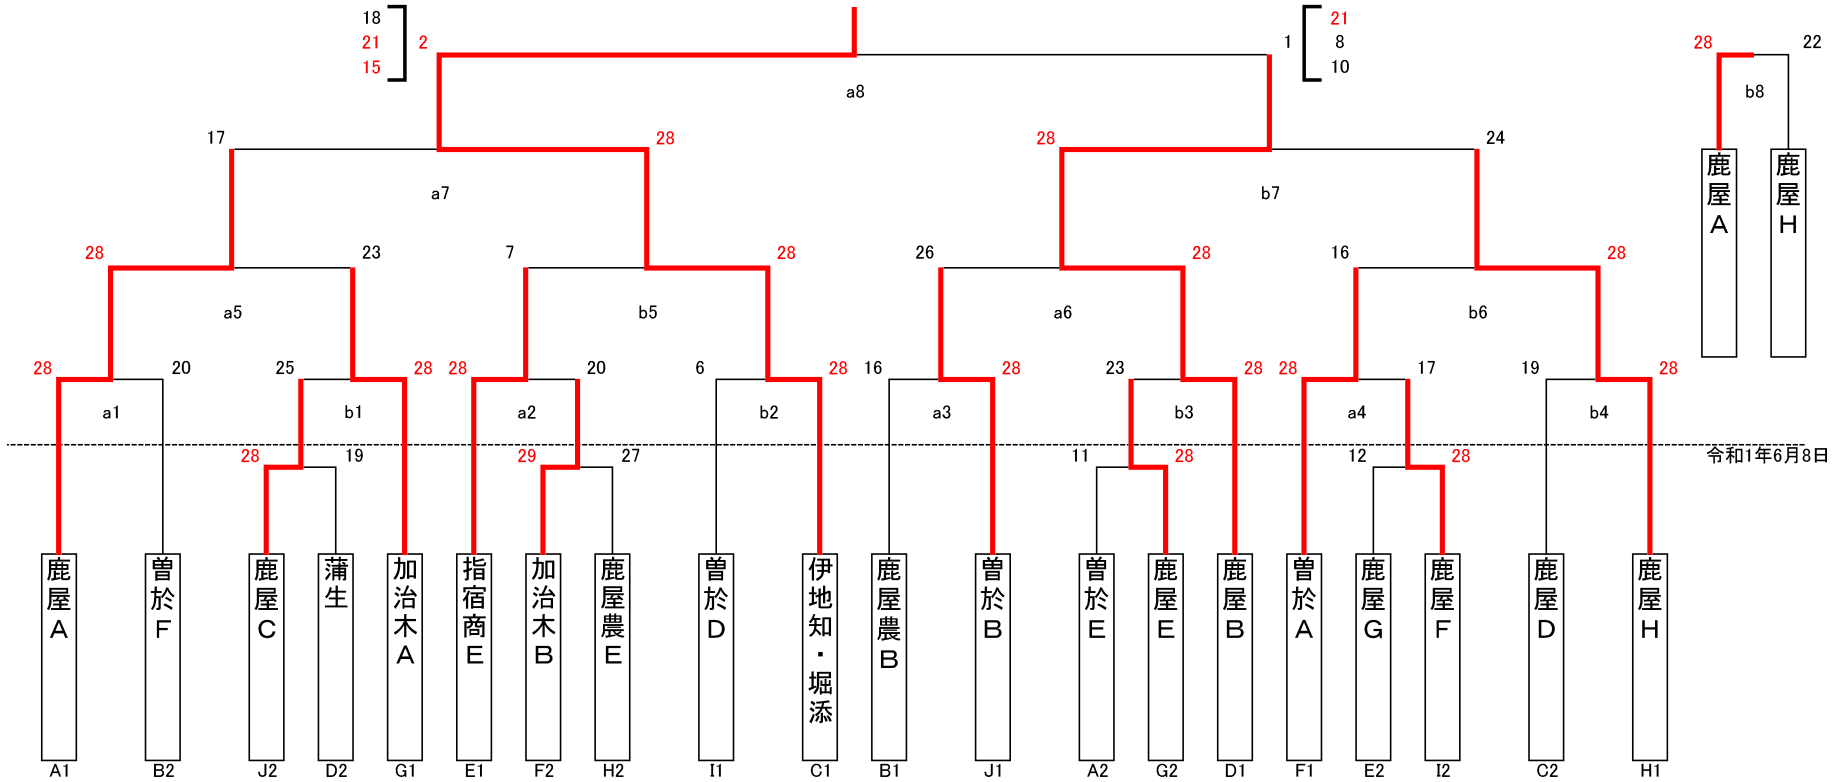 18
21
15
2
1
21
8
10
28
22
a8
b8
17
28
28
24
鹿屋A
鹿屋H
a7
b7
28
23
7
28
26
28
16
28
a5
b5
a6
b6
28
20
25
28
28
20
6
28
16
28
23
28
28
17
19
28
a1
b1
a2
b2
a3
b3
a4
b4
28
19
29
27
11
28
12
28
令和1年6月8日
鹿屋A
曽於F
鹿屋C
蒲生
加治木A
指宿商E
加治木B
鹿屋農E
曽於D
伊地知・堀添
鹿屋農B
曽於B
曽於E
鹿屋E
鹿屋B
曽於A
鹿屋G
鹿屋F
鹿屋D
鹿屋H
A1
B2
J2
D2
G1
E1
F2
H2
I1
C1
B1
J1
A2
G2
D1
F1
E2
I2
C2
H1